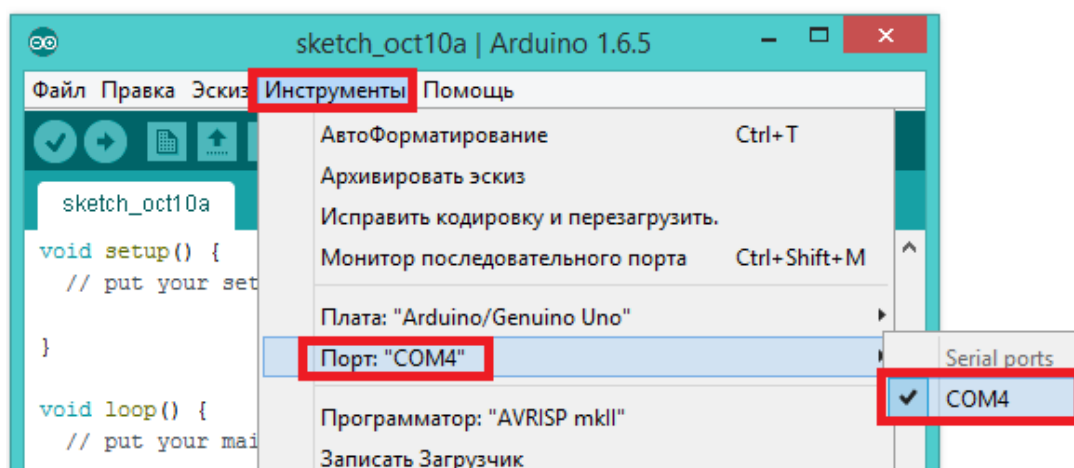 sketch_oct10a | Arduino 1.6.5
Файл Правка Эскиз Инструменты Помощь
АвтоФорматирование Ctrl+T
Архивировать эскиз
sketch_oct10a
Исправить кодировку и перезагрузить.
void setup() {
Монитор последовательного порта Ctrl+Shift+M
// put your set
Плата: "Arduino/Genuino Uno"
}
Порт: "COM4"
Serial ports
COM4
void loop() {
Программатор: "AVRISP mkII"
// put your mai
Записать Загрузчик